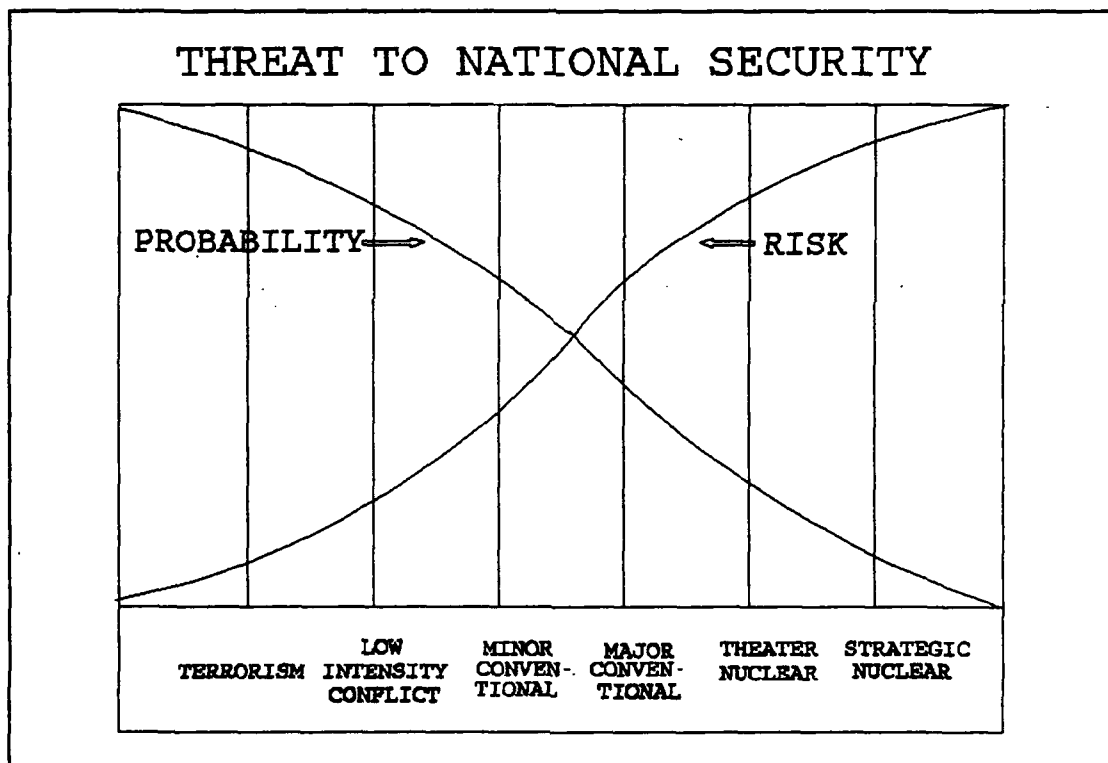 THREAT TO NATIONAL SECURITY
PROBABILITY
RISK
TERRORISM
LOW
INTENSITY
CONFLICT
MINOR
CONVEN-
TIONAL
MAJOR
CONVEN-
TIONAL
THEATER
NUCLEAR
STRATEGIC
NUCLEAR